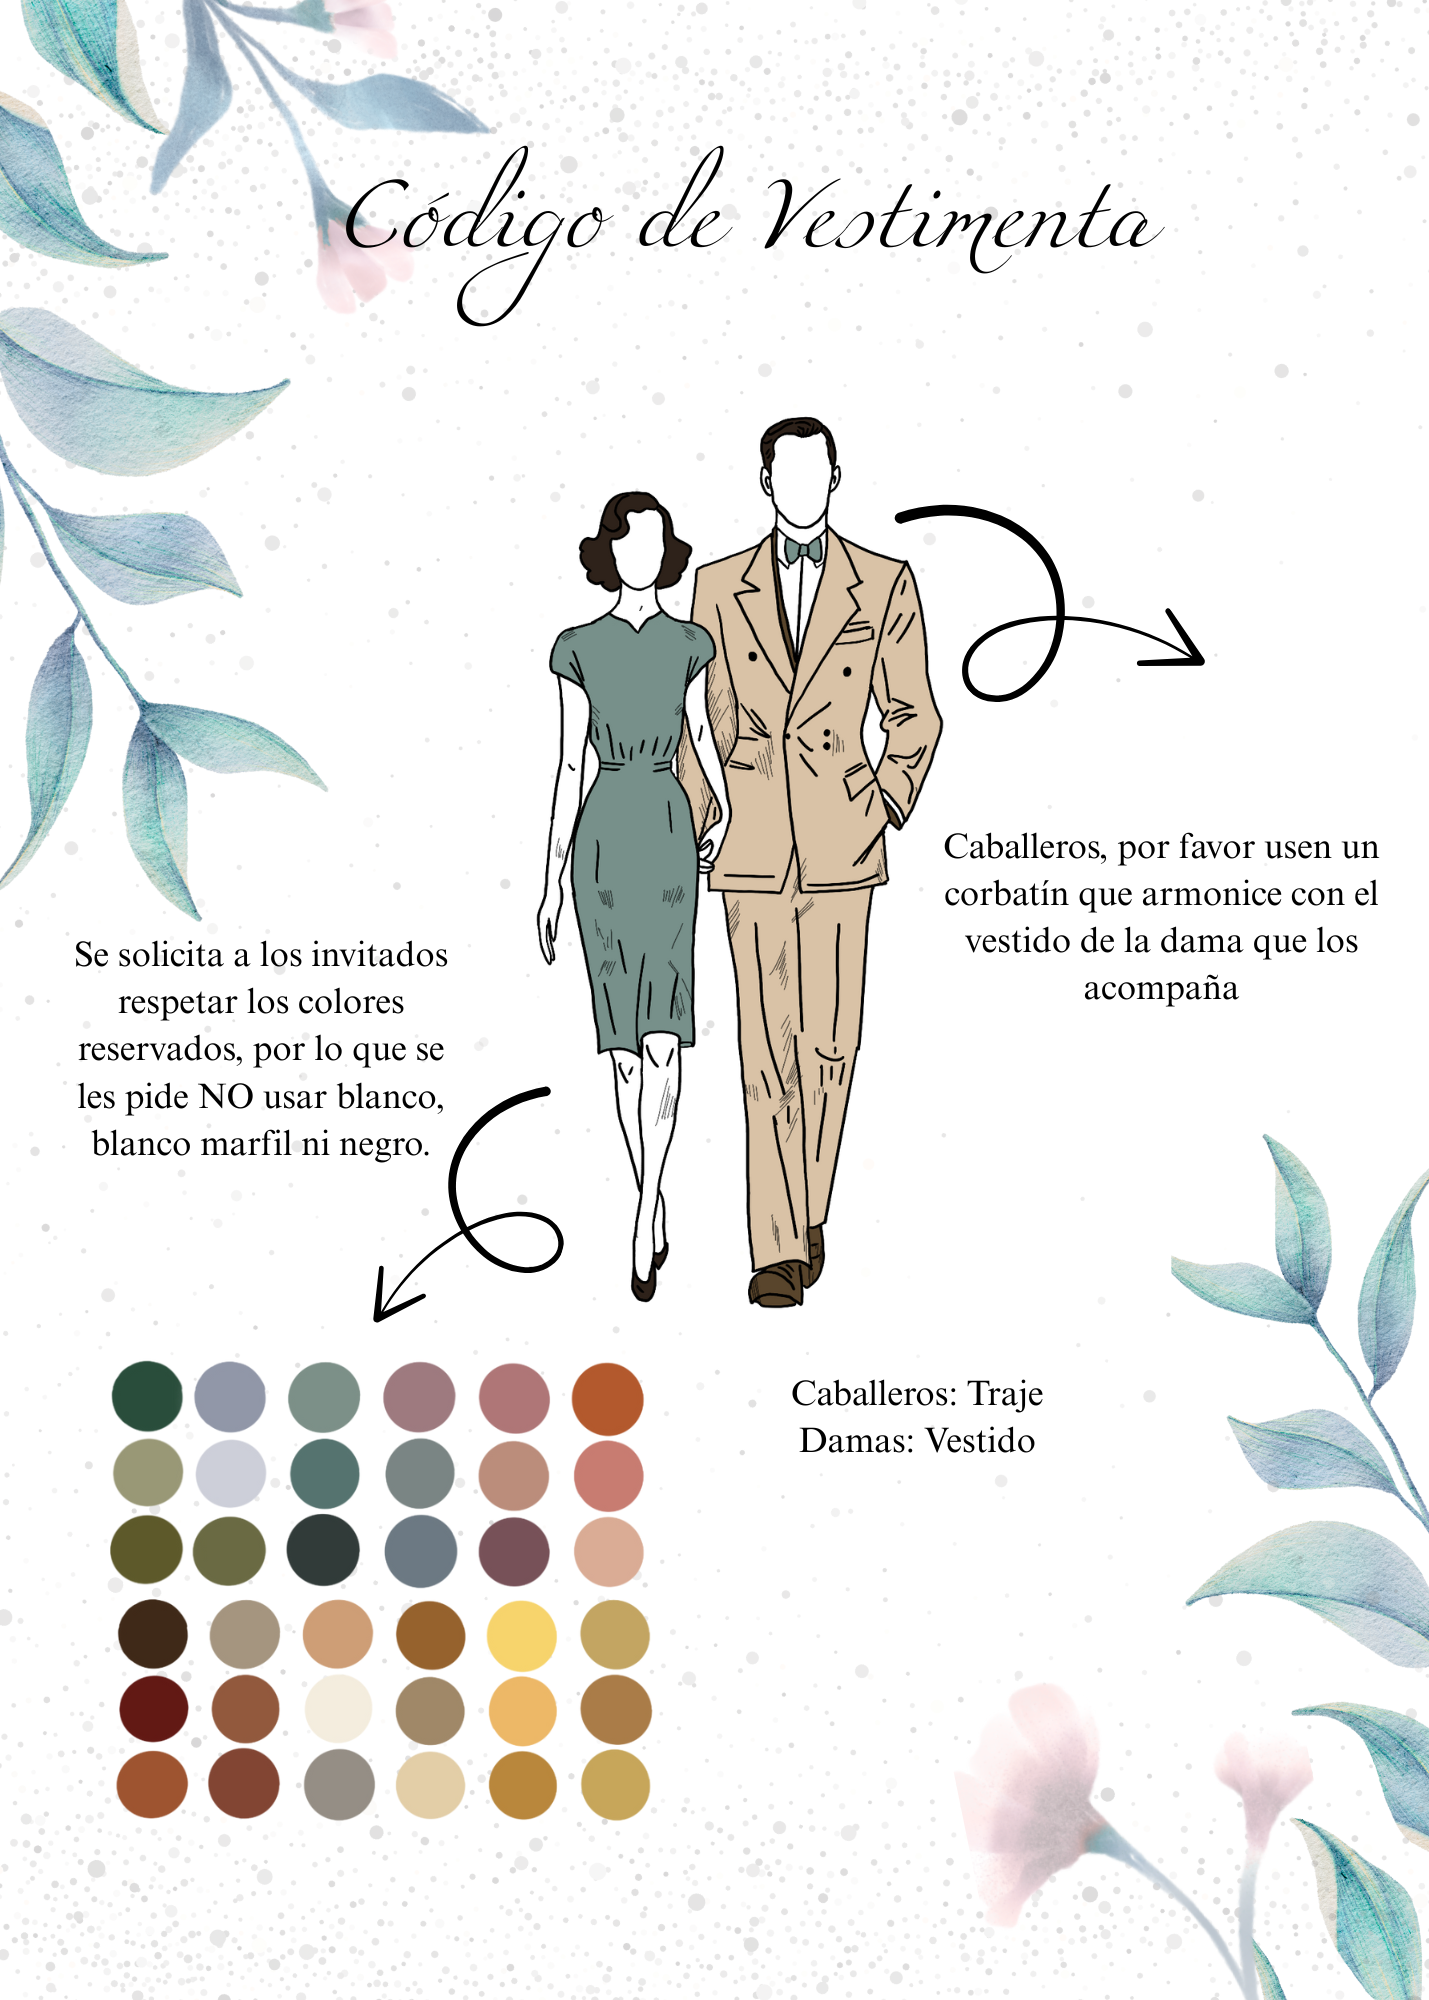 Código de Vestimenta
Caballeros, por favor usen un
corbatín que armonice con el
vestido de la dama que los
acompaña
Se solicita a los invitados
respetar los colores
reservados, por lo que se
les pide NO usar blanco,
blanco marfil ni negro.
Caballeros: Traje
Damas: Vestido